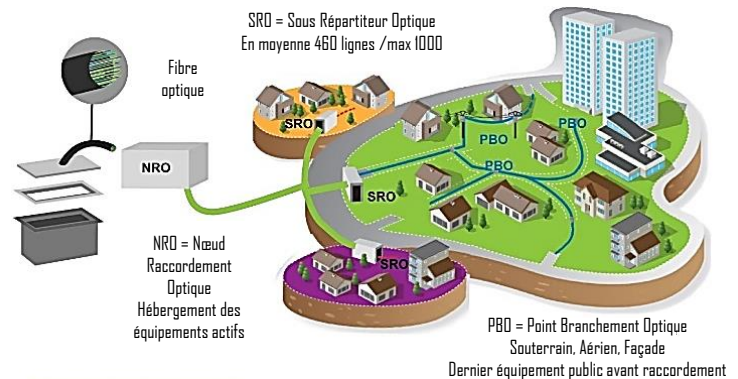 SRO = Sous Répartiteur Optique
En moyenne 460 lignes /max 1000
Fibre
optique
NRO
SRO
SRO
SRO
PBO
PBO
PBO
NRO = Nœud
Raccordement
Optique
Hébergement des
équipements actifs
PBO = Point Branchement Optique
Souterrain, Aérien, Façade
Dernier équipement public avant raccordement